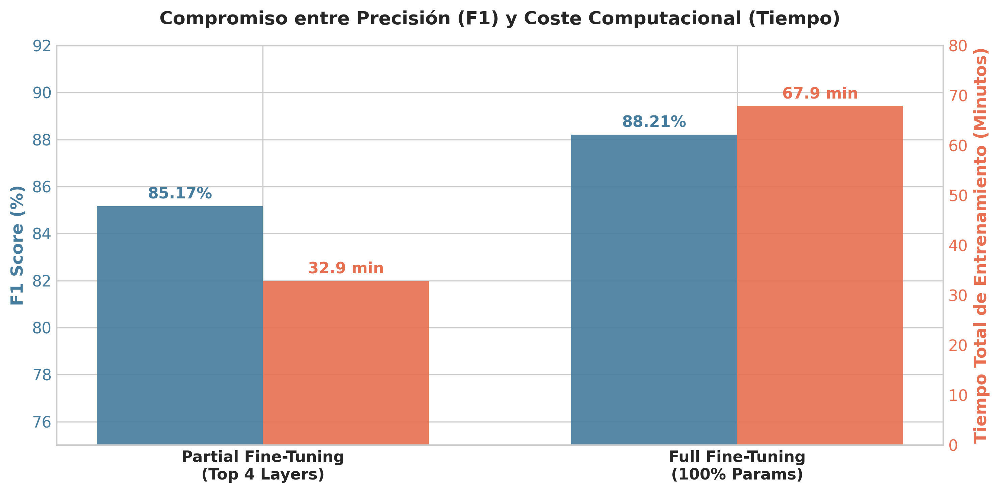 Compromiso entre Precisión (F1) y Coste Computacional (Tiempo)
F1 Score (%)
92
90
88
86
84
82
80
78
76
85.17%
32.9 min
88.21%
67.9 min
80
70
60
50
40
30
20
10
0
Tiempo Total de Entrenamiento (Minutos)
Partial Fine-Tuning
(Top 4 Layers)
Full Fine-Tuning
(100% Params)